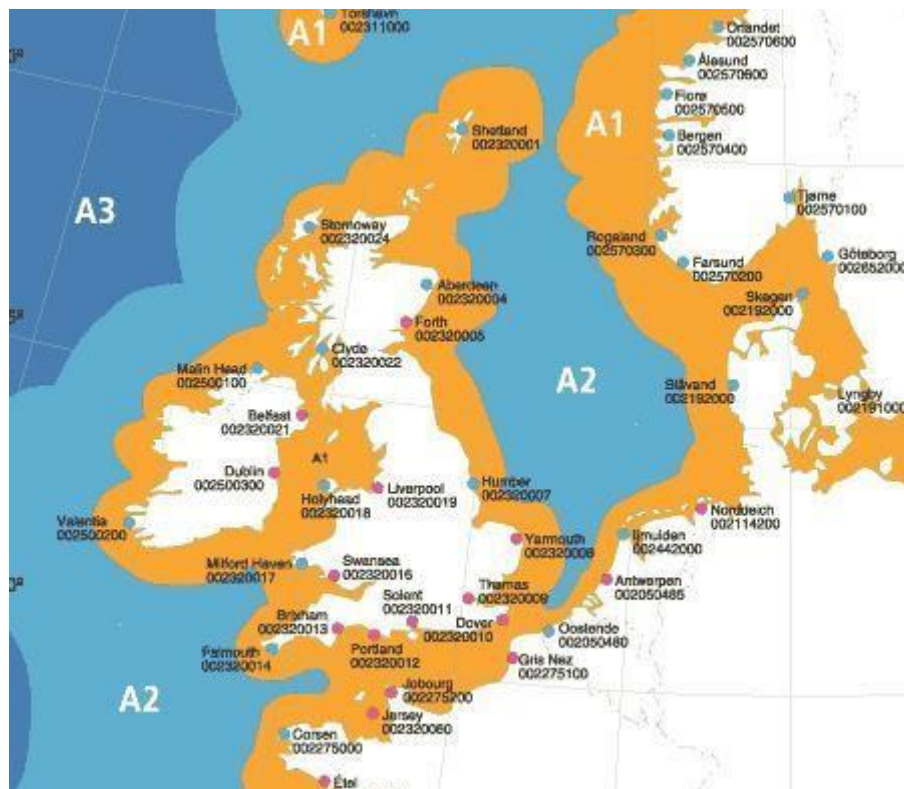 Tórshavn
002311000
A1
Ørlandet
002570600
Ålesund
002570600
Florø
002570500
A1
Bergen
002570400
Shetland
002320001
A3
Tjøme
002570100
Stornoway
002320024
Rogaland
002570300
Farsund
002570200
Göteborg
002652000
Aberdeen
002320004
Skagen
002192000
Forth
002320005
Clyde
002320022
Malin Head
002500100
A2
Blåvand
002192000
Lyngby
002191000
Belfast
002320021
A1
Dublin
002500300
Holyhead
002320018
Liverpool
002320019
Humber
002320007
Norddeich
002114200
Valentia
002500200
Yarmouth
002320008
Ijmuiden
002442000
Milford Haven
002320017
Swansea
002320016
Antwerpen
002050485
Solent
002320011
Thames
002320009
Brixham
002320013
Dover
002320010
Oostende
002050480
Falmouth
002320014
Portland
002320012
Gris Nez
002275100
A2
Jobourg
002275200
Jersey
002320060
Corsen
002275000
Étel